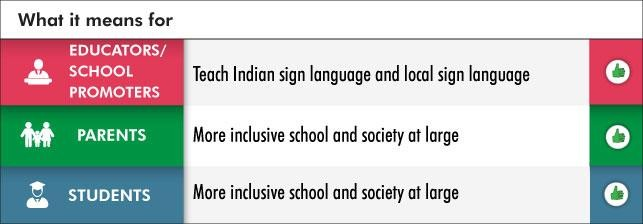 What it means for
EDUCATORS/
SCHOOL
PROMOTERS
Teach Indian sign language and local sign language
PARENTS
More inclusive school and society at large
STUDENTS
More inclusive school and society at large